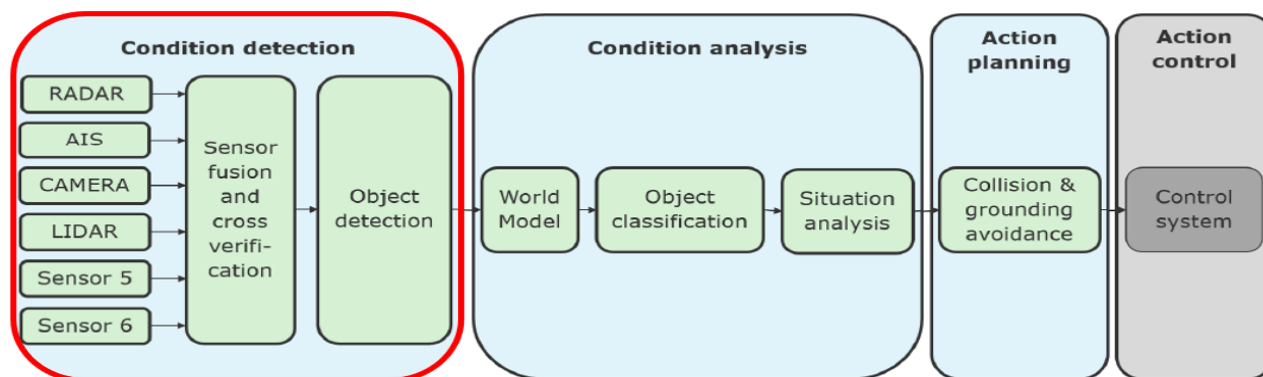 Condition detection
RADAR
AIS
CAMERA
LIDAR
Sensor 5
Sensor 6
Sensor
fusion
and
cross
verifi-
cation
Object
detection
Condition analysis
World
Model
Object
classification
Situation
analysis
Action
planning
Collision &
grounding
avoidance
Action
control
Control
system